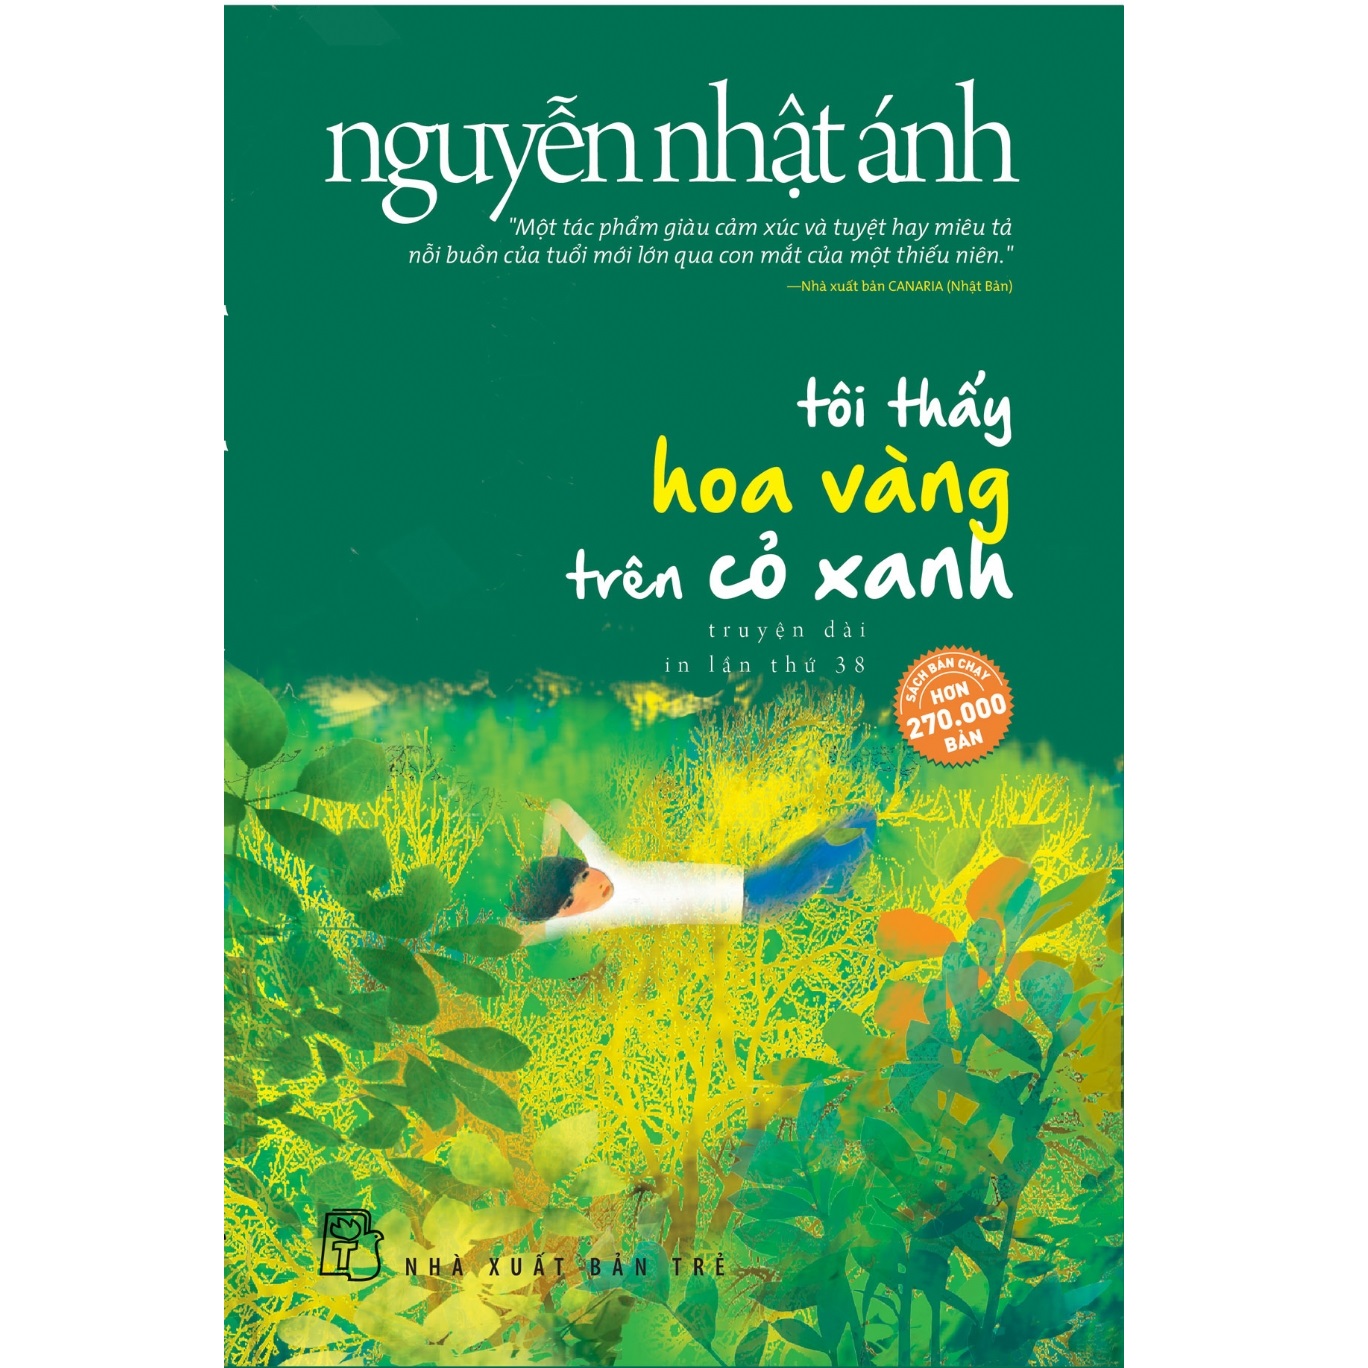 nguyễn nhật ánh
"Một tác phẩm giàu cảm xúc và tuyệt hay miêu tả
nỗi buồn của tuổi mới lớn qua con mắt của một thiếu niên."
—Nhà xuất bản CANARIA (Nhật Bản)
tôi thấy
hoa vàng
trên cỏ xanh
truyện dài
in lần thứ 38
SÁCH BÁN CHẠY
HƠN
270.000
BẢN
T
NHÀ XUẤT BẢN TRẺ